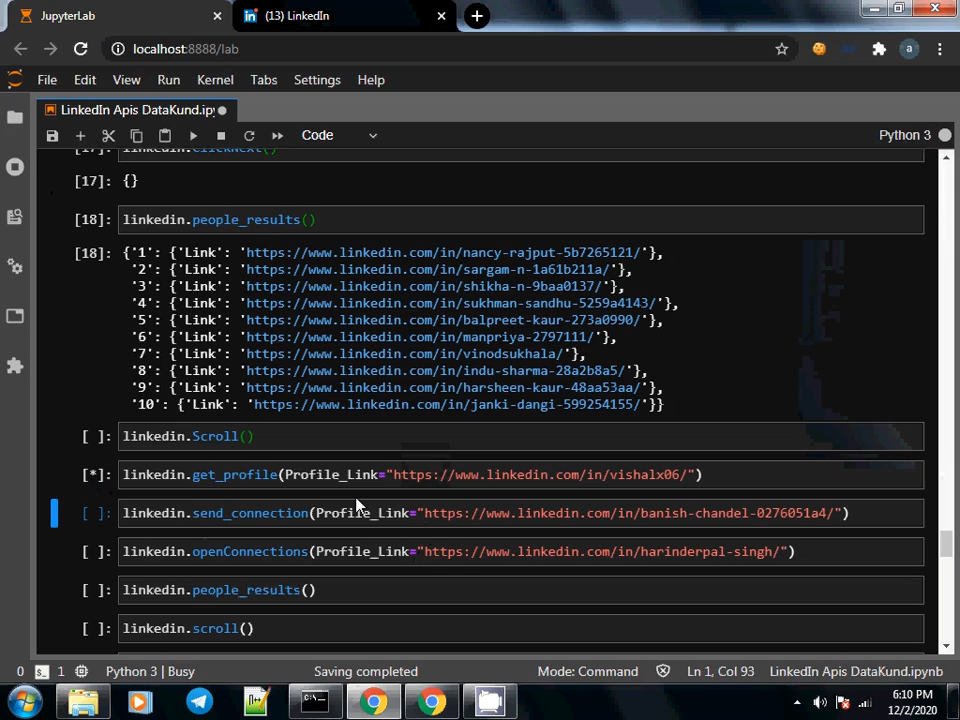 JupyterLab
(13) LinkedIn
localhost:8888/lab
a
File Edit View Run Kernel Tabs Settings Help
LinkedIn Apis DataKund.ipy
Code
Python 3
[17]: linkedin.ClickNext()
[17]: {}
[18]: linkedin.people_results()
[18]: {'1': {'Link': 'https://www.linkedin.com/in/nancy-rajput-5b7265121/'},
'2': {'Link': 'https://www.linkedin.com/in/sargam-n-1a61b211a/'},
'3': {'Link': 'https://www.linkedin.com/in/shikha-n-9baa0137/'},
'4': {'Link': 'https://www.linkedin.com/in/sukhman-sandhu-5259a4143/'},
'5': {'Link': 'https://www.linkedin.com/in/balpreet-kaur-273a0990/'},
'6': {'Link': 'https://www.linkedin.com/in/manpriya-2797111/'},
'7': {'Link': 'https://www.linkedin.com/in/vinodsukhala/'},
'8': {'Link': 'https://www.linkedin.com/in/indu-sharma-28a2b8a5/'},
'9': {'Link': 'https://www.linkedin.com/in/harsheen-kaur-48aa53aa/'},
'10': {'Link': 'https://www.linkedin.com/in/janki-dangi-599254155/'}}
[ ]: linkedin.Scroll()
[*]: linkedin.get_profile(Profile_Link="https://www.linkedin.com/in/vishalx06/")
[ ]: linkedin.send_connection(Profile_Link="https://www.linkedin.com/in/banish-chandel-0276051a4/")
[ ]: linkedin.openConnections(Profile_Link="https://www.linkedin.com/in/harinderpal-singh/")
[ ]: linkedin.people_results()
[ ]: linkedin.scroll()
0 1 Python 3 | Busy Saving completed Mode: Command Ln 1, Col 93 LinkedIn Apis DataKund.ipynb
6:10 PM
12/2/2020